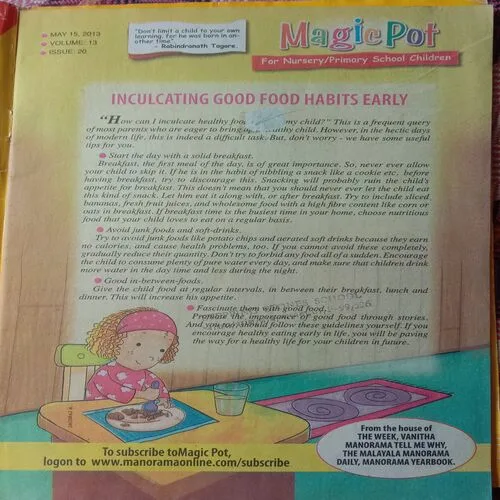 MAY 15, 2013
VOLUME: 13
ISSUE: 20
"Don't limit a child to your own
learning, for he was born in an-
other time".
- Rabindranath Tagore.
Magic Pot
For Nursery/Primary School Children
INCULCATING GOOD FOOD HABITS EARLY
"How can I inculcate healthy food my child?" This is a frequent query
of most parents who are eager to bring up healthy child. However, in the hectic days
of modern life, this is indeed a difficult task. But, don't worry - we have some useful
tips for you.
Start the day with a solid breakfast.
Breakfast, the first meal of the day, is of great importance. So, never ever allow
your child to skip it. If he is in the habit of nibbling a snack like a cookie etc.. before
having breakfast, try to discourage this. Snacking will probably ruin the child's
appetite for breakfast. This doesn't mean that you should never ever let the child eat
this kind of snack. Let him eat it along with, or after breakfast. Try to include sliced
bananas, fresh fruit juices, and wholesome food with a high fibre content like corn or
oats in breakfast. If breakfast time is the busiest time in your home, choose nutritious
food that your child loves to eat on a regular basis.
Avoid junk foods and soft-drinks.
Try to avoid junk foods like potato chips and aerated soft drinks because they earn
no calories, and cause health problems, too. If you cannot avoid these completely,
gradually reduce their quantity. Don't try to forbid any food all of a sudden. Encourage
the child to consume plenty of pure water every day, and make sure that children drink
more water in the day time and less during the night.
Good in-between-foods.
Give the child food at regular intervals, in between their breakfast, lunch and
dinner. This will increase his appetite.
SCHOOL
Fascinate them with good food.
Promote the importance of good food through stories.
And you too should follow these guidelines yourself. If you
encourage healthy eating early in life, you will be paving
the way for a healthy life for your children in future.
To subscribe toMagic Pot,
logon to www.manoramaonline.com/subscribe
From the house of
THE WEEK, VANITHA
MANORAMA TELL ME WHY,
THE MALAYALA MANORAMA
DAILY, MANORAMA YEARBOOK.